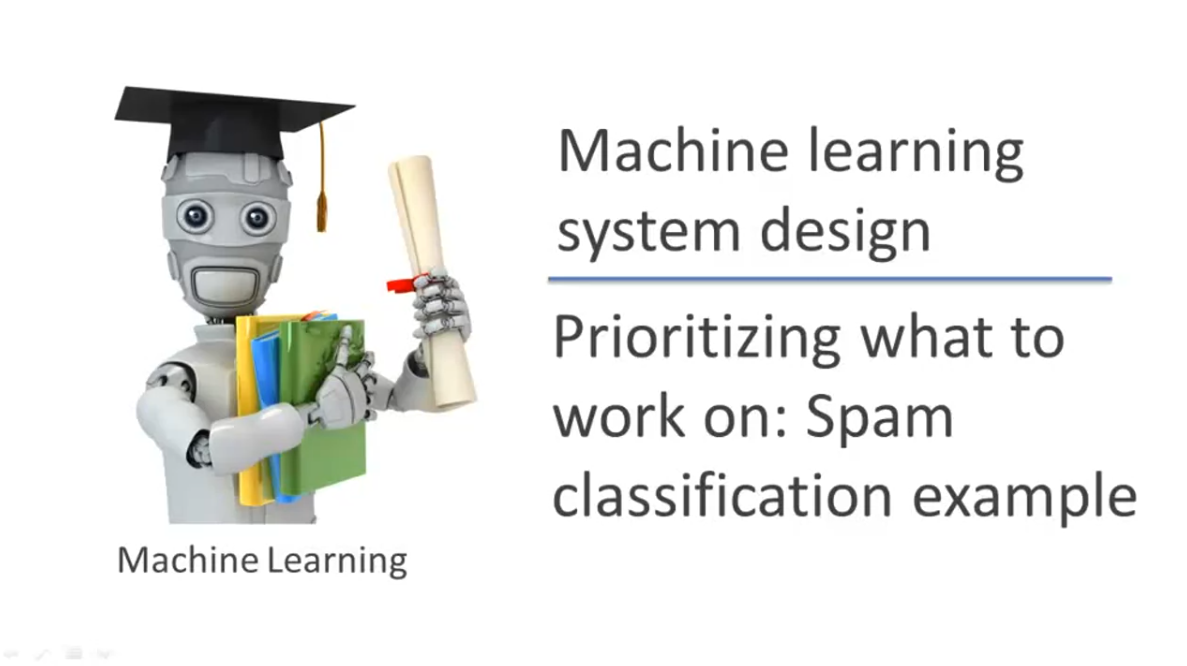 Machine learning
system design
Prioritizing what to
work on: Spam
classification example
Machine Learning